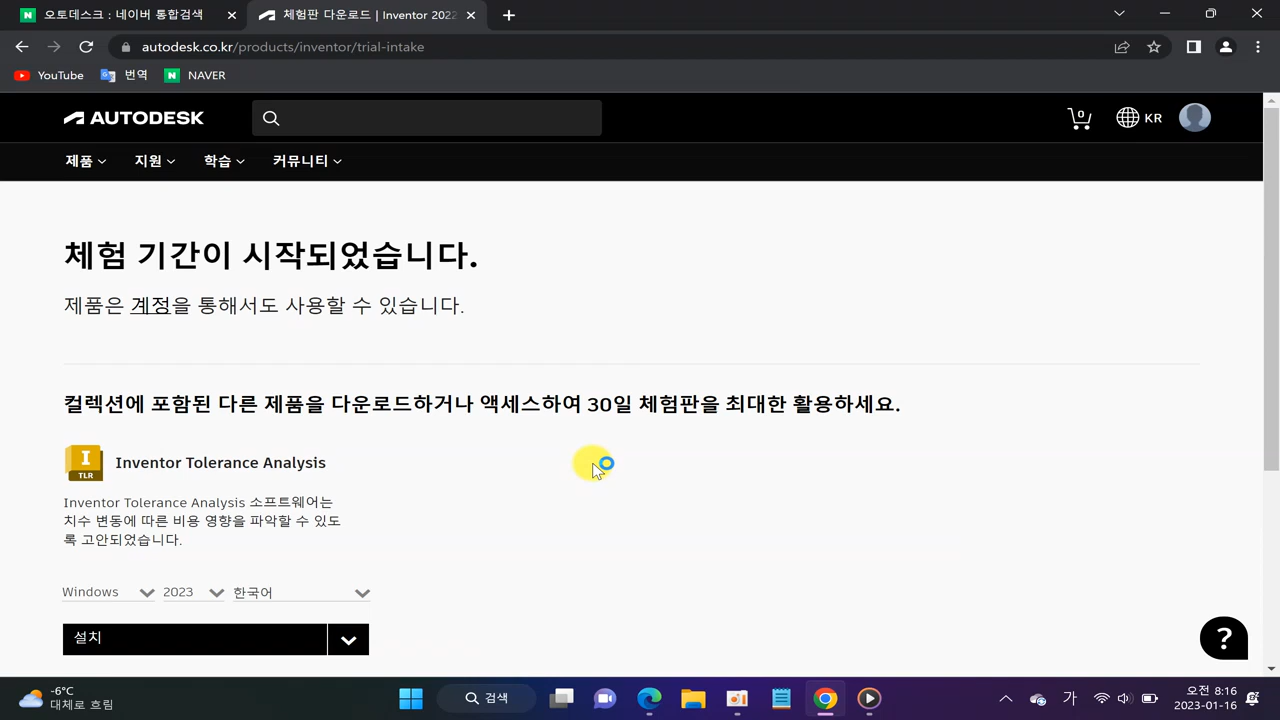 오토데스크 : 네이버 통합검색
체험판 다운로드 | Inventor 2022
autodesk.co.kr/products/inventor/trial-intake
YouTube
번역
NAVER
AUTODESK
0
KR
제품
지원
학습
커뮤니티
체험 기간이 시작되었습니다.
제품은 계정을 통해서도 사용할 수 있습니다.
컬렉션에 포함된 다른 제품을 다운로드하거나 액세스하여 30일 체험판을 최대한 활용하세요.
I
TLR
Inventor Tolerance Analysis
Inventor Tolerance Analysis 소프트웨어는
치수 변동에 따른 비용 영향을 파악할 수 있도
록 고안되었습니다.
Windows
2023
한국어
설치
?
-6°C
대체로 흐림
검색
가
오전 8:16
2023-01-16